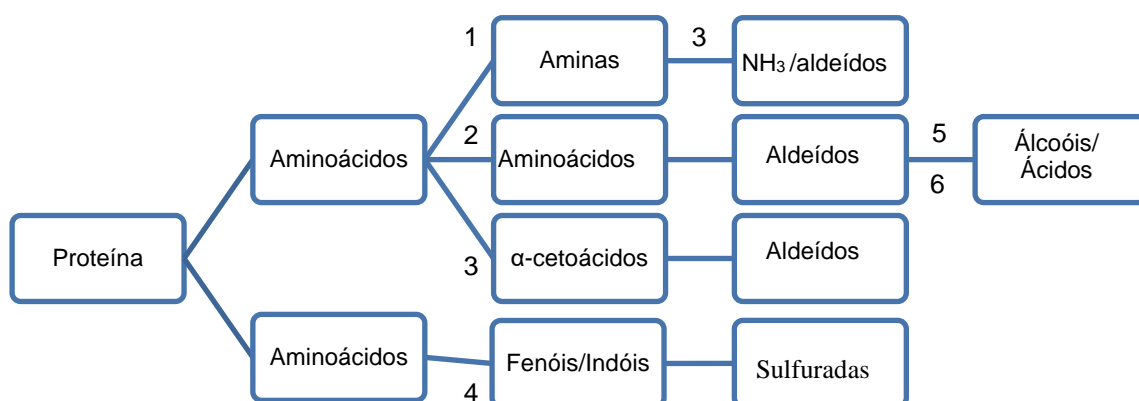 1
Aminas
3
NH₃ /aldeídos
Aminoácidos
2
Aminoácidos
Aldeídos
5
6
Álcoóis/
Ácidos
Proteína
3
α-cetoácidos
Aldeídos
Aminoácidos
4
Fenóis/Indóis
Sulfuradas